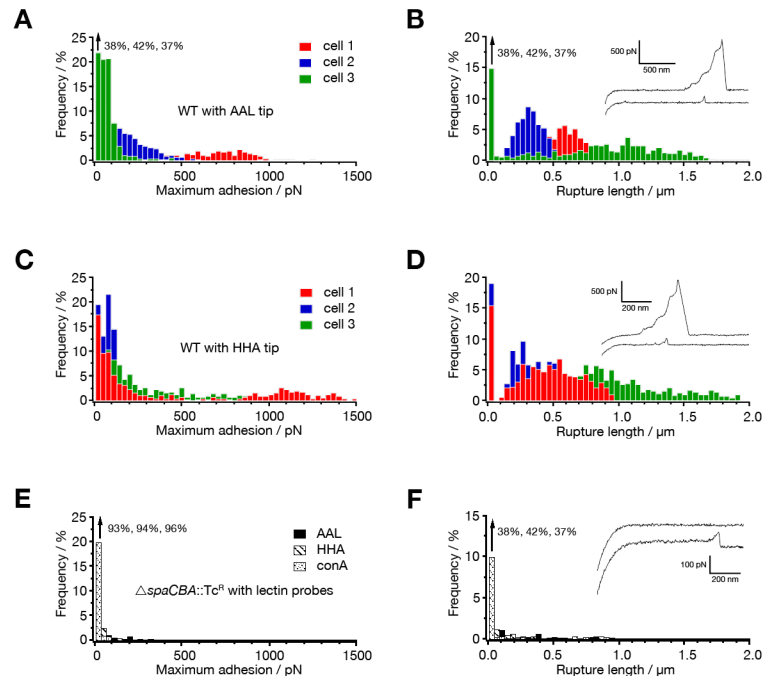 A
38%, 42%, 37%
cell 1
cell 2
cell 3
WT with AAL tip
Frequency / %
25
20
15
10
5
0
0 500 1000 1500
Maximum adhesion / pN
B
38%, 42%, 37%
500 pN
500 nm
Frequency / %
25
20
15
10
5
0
0.0 0.5 1.0 1.5 2.0
Rupture length / µm
C
cell 1
cell 2
cell 3
WT with HHA tip
Frequency / %
25
20
15
10
5
0
0 500 1000 1500
Maximum adhesion / pN
D
500 pN
200 nm
Frequency / %
20
15
10
5
0
0.0 0.5 1.0 1.5 2.0
Rupture length / µm
E
93%, 94%, 96%
AAL
HHA
conA
△spaCBA::Tcᴿ with lectin probes
Frequency / %
25
20
15
10
5
0
0 500 1000 1500
Maximum adhesion / pN
F
38%, 42%, 37%
100 pN
200 nm
Frequency / %
15
10
5
0
0.0 0.5 1.0 1.5 2.0
Rupture length / µm